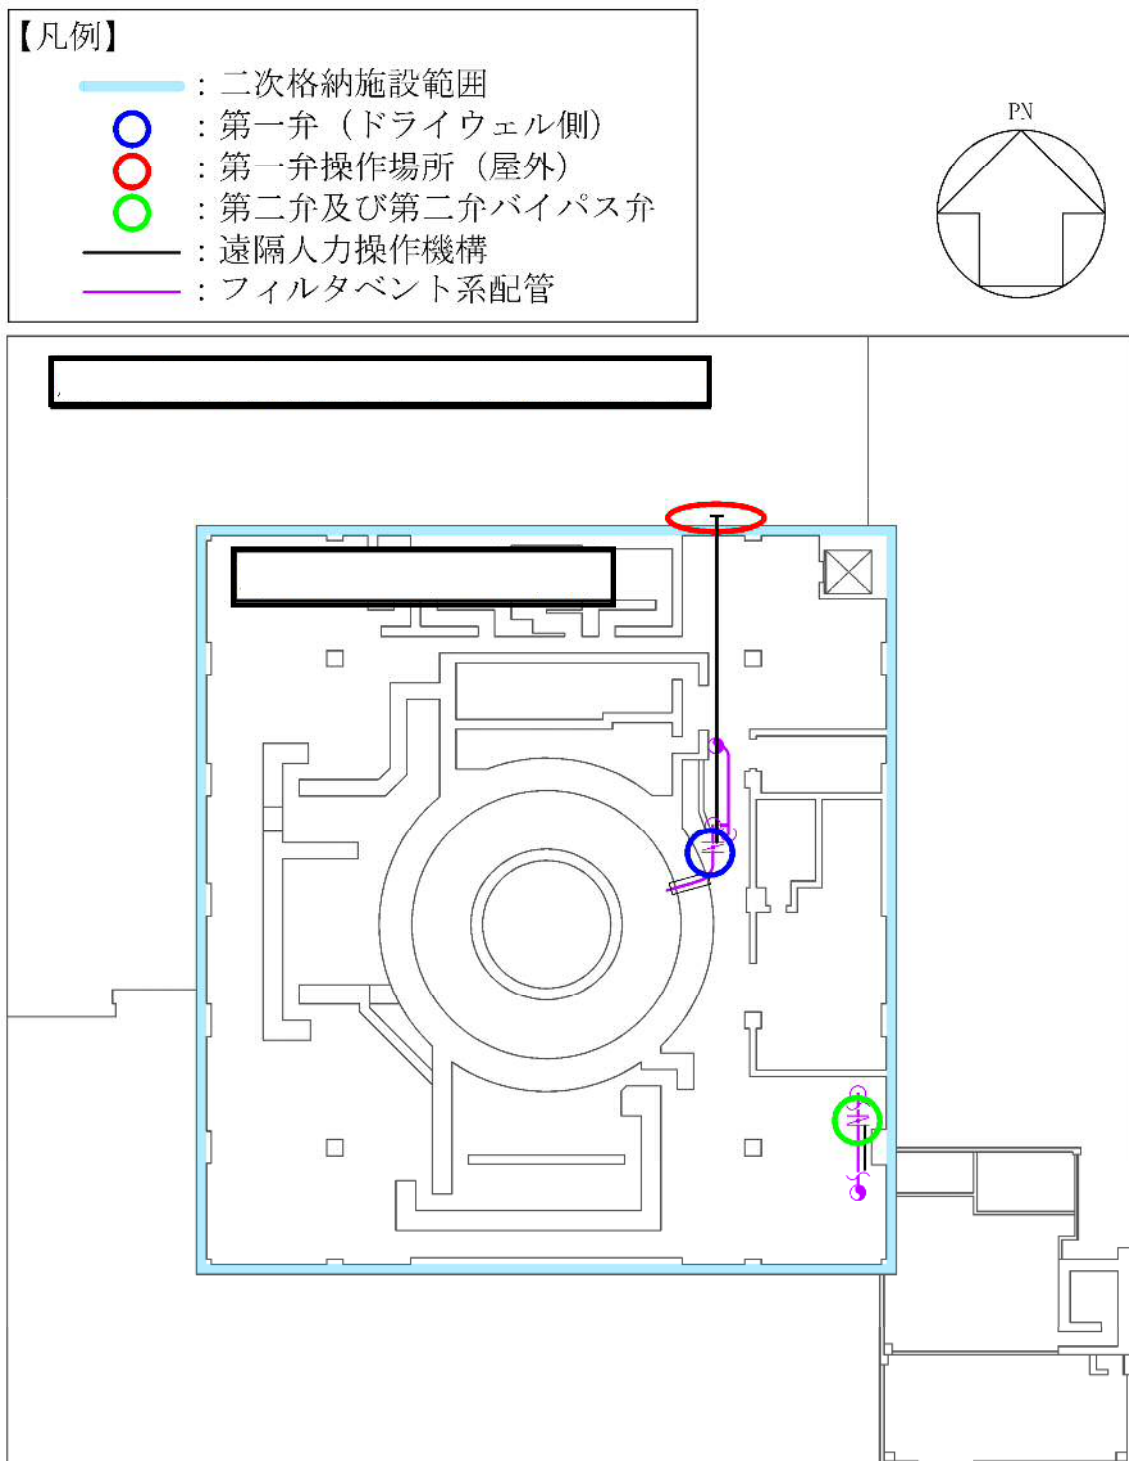 【凡例】
：二次格納施設範囲
：第一弁（ドライウェル側）
：第一弁操作場所（屋外）
：第二弁及び第二弁バイパス弁
：遠隔人力操作機構
：フィルタベント系配管
PN